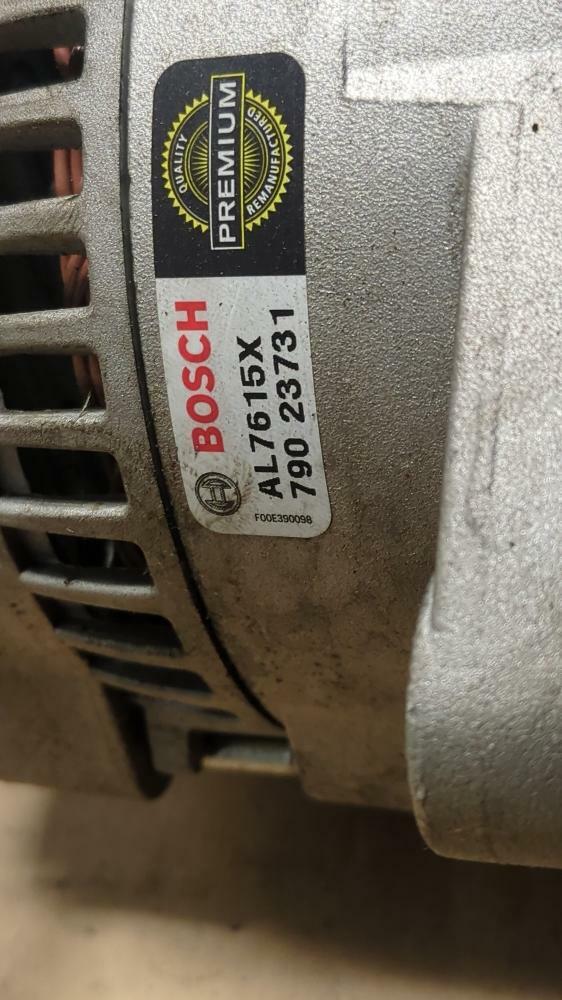 QUALITY
PREMIUM
REMANUFACTURED
BOSCH
AL7615X
790 23731
F00E390098